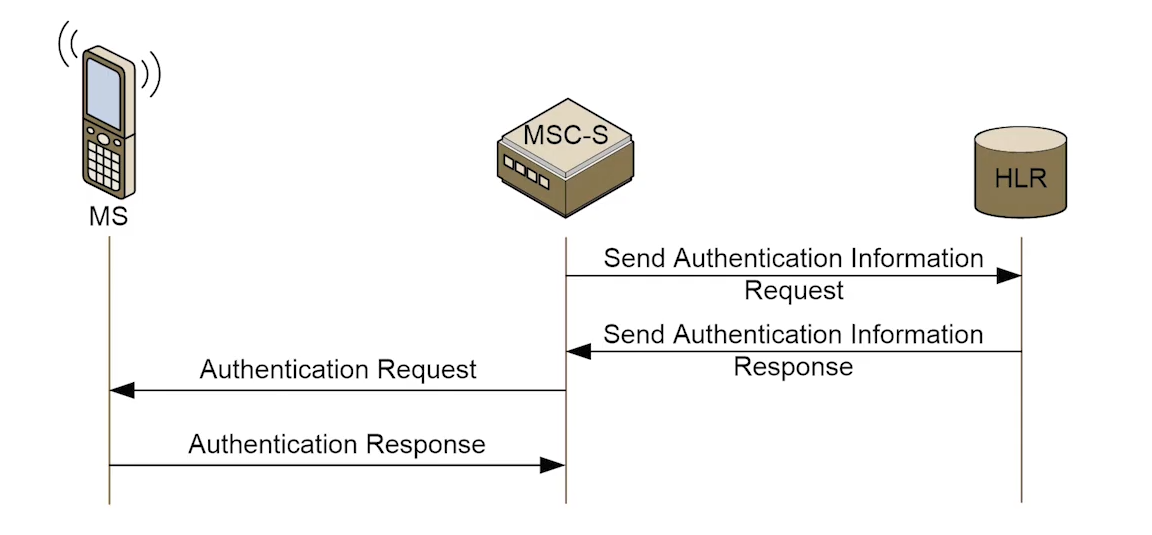 MSC-S
HLR
MS
Send Authentication Information
Request
Send Authentication Information
Response
Authentication Request
Authentication Response